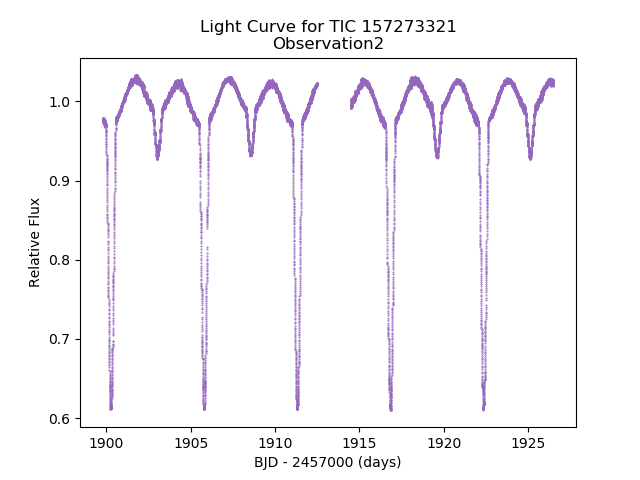 Light Curve for TIC 157273321
Observation2
1.0
0.9
0.8
0.7
0.6
Relative Flux
1900
1905
1910
1915
1920
1925
BJD - 2457000 (days)